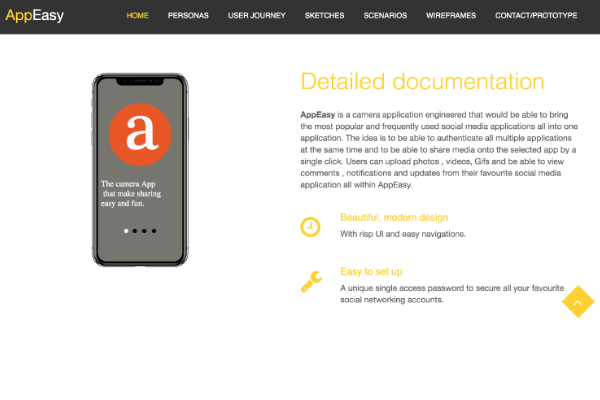 AppEasy
HOME PERSONAS USER JOURNEY SKETCHES SCENARIOS WIREFRAMES CONTACT/PROTOTYPE
a
The camera App
that make sharing
easy and fun.
Detailed documentation
AppEasy is a camera application engineered that would be able to bring
the most popular and frequently used social media applications all into one
application. The idea is to be able to authenticate all multiple applications
at the same time and to be able to share media onto the selected app by a
single click. Users can upload photos , videos, Gifs and be able to view
comments , notifications and updates from their favourite social media
application all within AppEasy.
Beautiful, modern design
With risp UI and easy navigations.
Easy to set up
A unique single access password to secure all your favourite
social networking accounts.